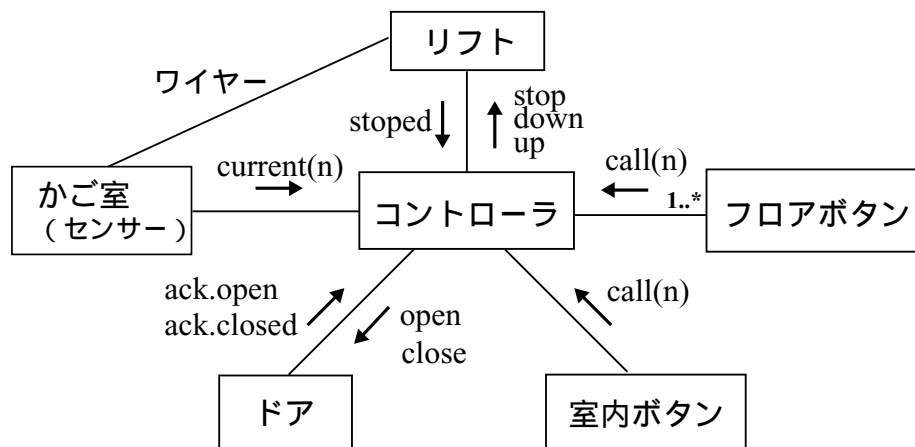 リフト
ワイヤー
stoped
stop
down
up
current(n)
call(n)
かご室
（センサー）
コントローラ
1..*
フロアボタン
ack.open
ack.closed
open
close
call(n)
ドア
室内ボタン